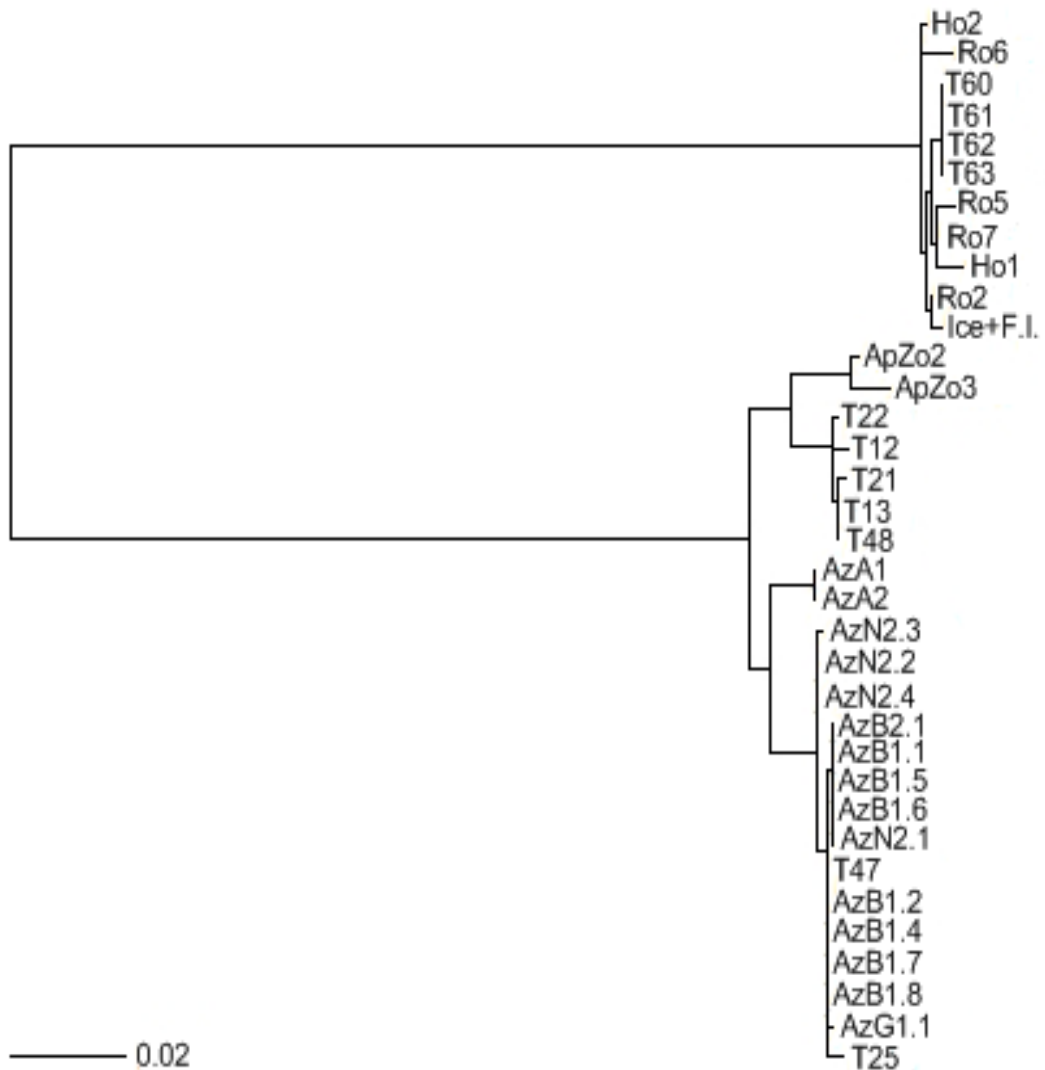 Ho2
Ro6
T60
T61
T62
T63
Ro5
Ro7
Ho1
Ro2
Ice+F.I.
ApZo2
ApZo3
T22
T12
T21
T13
T48
AzA1
AzA2
AzN2.3
AzN2.2
AzN2.4
AzB2.1
AzB1.1
AzB1.5
AzB1.6
AzN2.1
T47
AzB1.2
AzB1.4
AzB1.7
AzB1.8
AzG1.1
T25
0.02